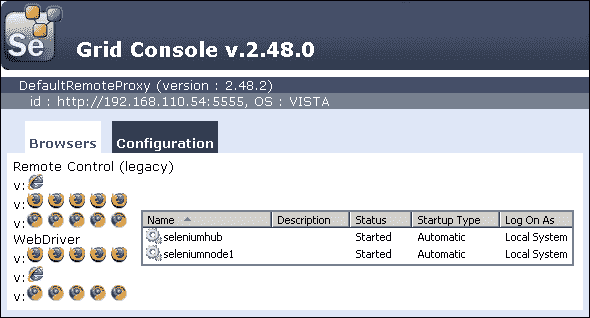 Se
Grid Console v.2.48.0
DefaultRemoteProxy (version : 2.48.2)
id : http://192.168.110.54:5555, OS : VISTA
Browsers Configuration
Remote Control (legacy)
v:
v:
v:
WebDriver
v:
v:
v:
Name Description Status Startup Type Log On As
seleniumhub Started Automatic Local System
seleniumnode1 Started Automatic Local System